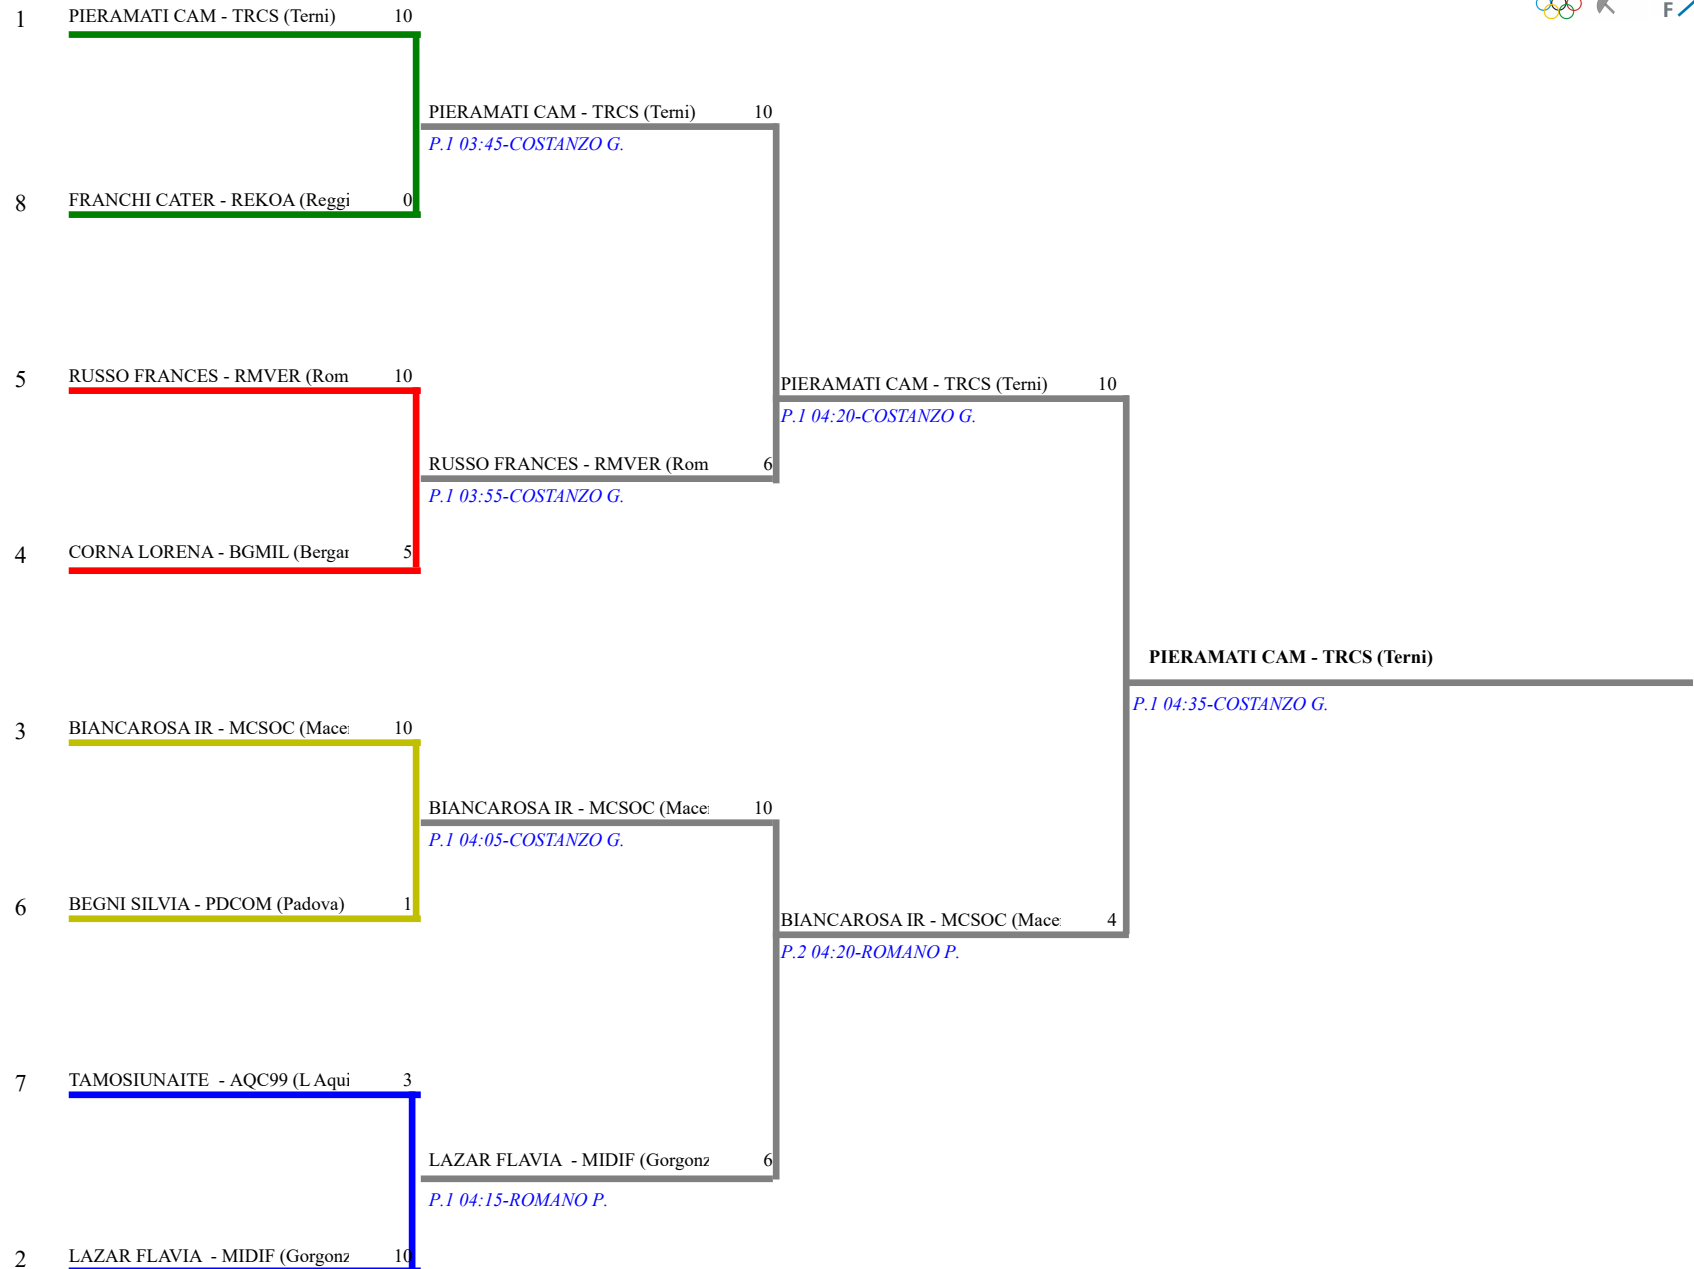 1 PIERAMATI CAM - TRCS (Terni) 10
F
PIERAMATI CAM - TRCS (Terni) 10
P.1 03:45-COSTANZO G.
8 FRANCHI CATER - REKOA (Reggi 0
5 RUSSO FRANCES - RMVER (Rom 10
PIERAMATI CAM - TRCS (Terni) 10
P.1 04:20-COSTANZO G.
RUSSO FRANCES - RMVER (Rom 6
P.1 03:55-COSTANZO G.
4 CORNA LORENA - BGMIL (Bergar 5
PIERAMATI CAM - TRCS (Terni)
P.1 04:35-COSTANZO G.
3 BIANCAROSA IR - MCSOC (Mace 10
BIANCAROSA IR - MCSOC (Mace 10
P.1 04:05-COSTANZO G.
6 BEGNI SILVIA - PDCOM (Padova) 1
BIANCAROSA IR - MCSOC (Mace 4
P.2 04:20-ROMANO P.
7 TAMOSIUNAITE - AQC99 (L Aqui 3
LAZAR FLAVIA - MIDIF (Gorgonz 6
P.1 04:15-ROMANO P.
2 LAZAR FLAVIA - MIDIF (Gorgonz 10